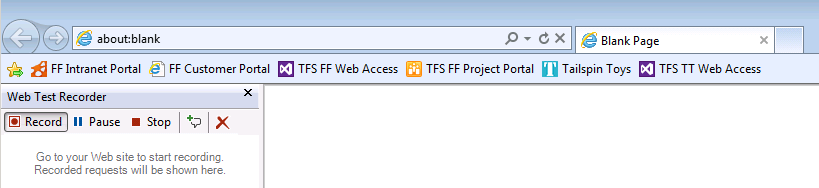 about:blank
Blank Page
FF Intranet Portal FF Customer Portal TFS FF Web Access TFS FF Project Portal Tailspin Toys TFS TT Web Access
Web Test Recorder
Record Pause Stop
Go to your Web site to start recording.
Recorded requests will be shown here.